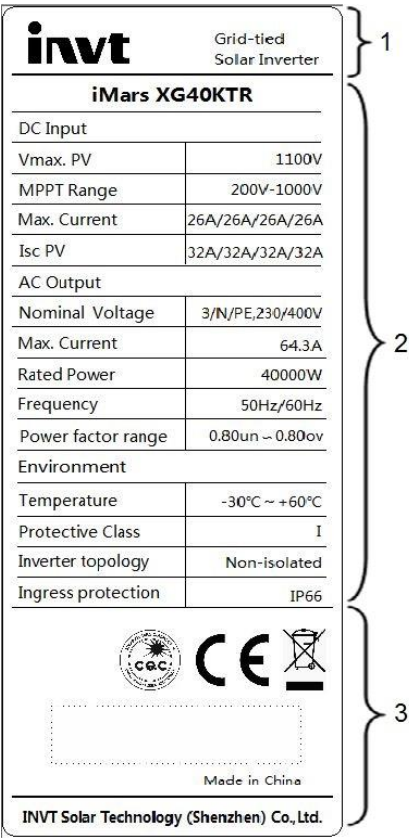 invt
Grid-tied
Solar Inverter
1
iMars XG40KTR
DC Input
Vmax. PV 1100V
MPPT Range 200V-1000V
Max. Current 26A/26A/26A/26A
Isc PV 32A/32A/32A/32A
AC Output
Nominal Voltage 3/N/PE,230/400V
Max. Current 64.3A
2
Rated Power 40000W
Frequency 50Hz/60Hz
Power factor range 0.80un ~ 0.80ov
Environment
Temperature -30℃ ~ +60℃
Protective Class I
Inverter topology Non-isolated
Ingress protection IP66
CQC CE
3
Made in China
INVT Solar Technology (Shenzhen) Co., Ltd.